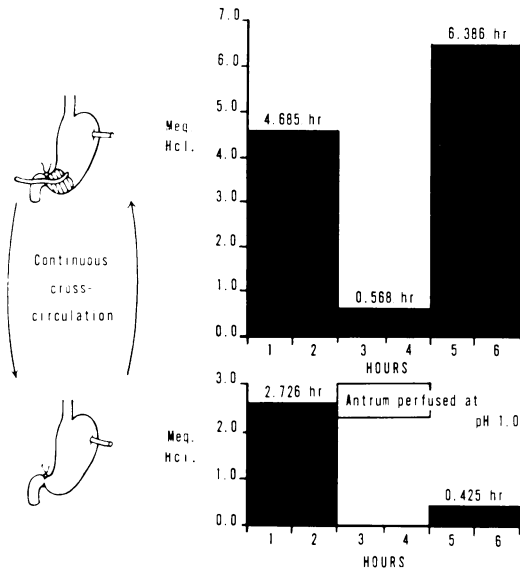 6.386 hr
7.0
6.0
5.0
4.685 hr
Meq
Hcl.
4.0
3.0
2.0
1.0
0.568 hr
0.0
1 2 3 4 5 6
HOURS
Continuous
cross-
circulation
3.0
2.726 hr
Antrum perfused at
pH 1.0
Meq.
Hcl.
2.0
1.0
0.425 hr
0.0
1 2 3 4 5 6
HOURS